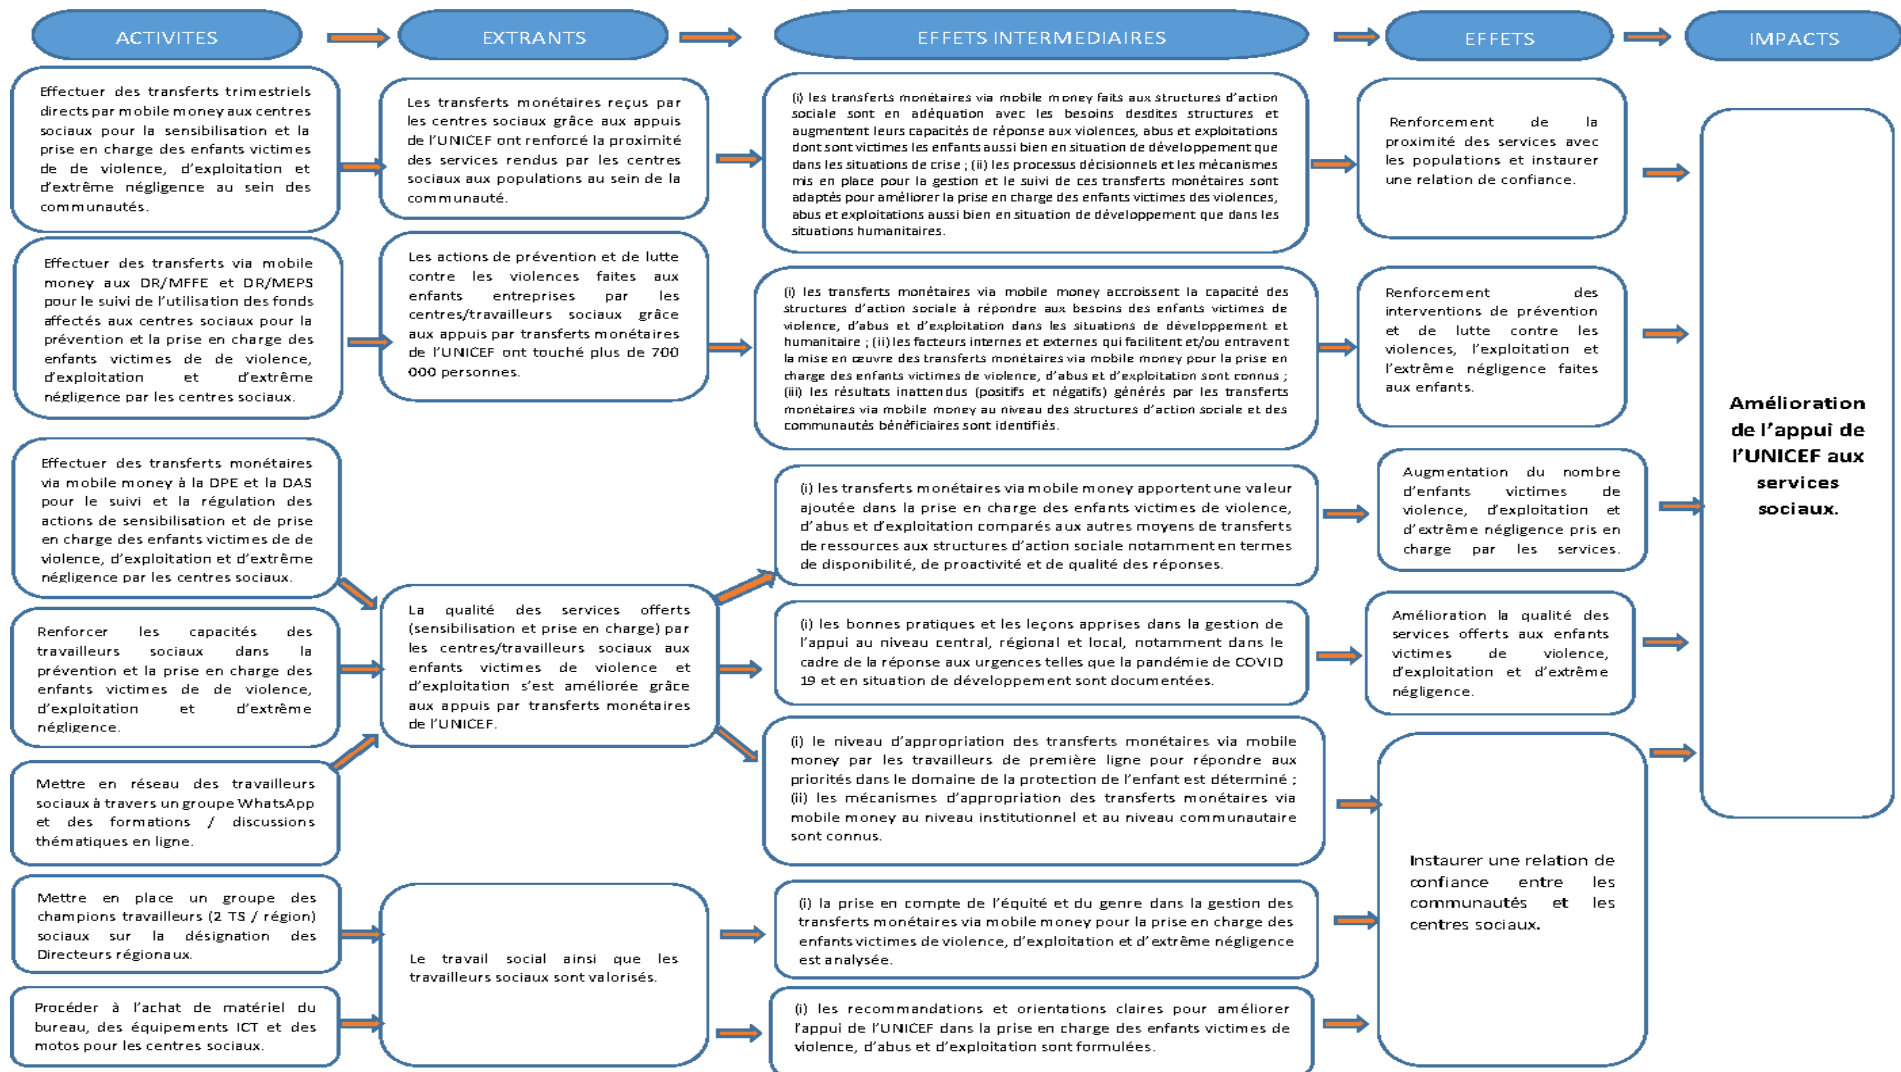 ACTIVITES
EXTRANTS
EFFETS INTERMEDIAIRES
EFFETS
IMPACTS
Effectuer des transferts trimestriels
directs par mobile money aux centres
sociaux pour la sensibilisation et la
prise en charge des enfants victimes
de de violence, d'exploitation et
d'extrême négligence au sein des
communautés.
Effectuer des transferts via mobile
money aux DR/MFFE et DR/MEPS
pour le suivi de l'utilisation des fonds
affectés aux centres sociaux pour la
prévention et la prise en charge des
enfants victimes de de violence,
d'exploitation et d'extrême
négligence par les centres sociaux.
Effectuer des transferts monétaires
via mobile money à la DPE et la DAS
pour le suivi et la régulation des
actions de sensibilisation et de prise
en charge des enfants victimes de de
violence, d'exploitation et d'extrême
négligence par les centres sociaux.
Renforcer les capacités des
travailleurs sociaux dans la
prévention et la prise en charge des
enfants victimes de de violence,
d'exploitation et d'extrême
négligence.
Mettre en réseau des travailleurs
sociaux à travers un groupe WhatsApp
et des formations / discussions
thématiques en ligne.
Mettre en place un groupe des
champions travailleurs (2 TS / région)
sociaux sur la désignation des
Directeurs régionaux.
Procéder à l'achat de matériel du
bureau, des équipements ICT et des
motos pour les centres sociaux.
Les transferts monétaires reçus par
les centres sociaux grâce aux appuis
de l'UNICEF ont renforcé la proximité
des services rendus par les centres
sociaux aux populations au sein de la
communauté.
Les actions de prévention et de lutte
contre les violences faites aux
enfants entreprises par les
centres/travailleurs sociaux grâce
aux appuis par transferts monétaires
de l'UNICEF ont touché plus de 700
000 personnes.
La qualité des services offerts
(sensibilisation et prise en charge) par
les centres/travailleurs sociaux aux
enfants victimes de violence et
d'exploitation s'est améliorée grâce
aux appuis par transferts monétaires
de l'UNICEF.
Le travail social ainsi que les
travailleurs sociaux sont valorisés.
(i) les transferts monétaires via mobile money faits aux structures d'action
sociale sont en adéquation avec les besoins desdites structures et
augmentent leurs capacités de réponse aux violences, abus et exploitations
dont sont victimes les enfants aussi bien en situation de développement que
dans les situations de crise ; (ii) les processus décisionnels et les mécanismes
mis en place pour la gestion et le suivi de ces transferts monétaires sont
adaptés pour améliorer la prise en charge des enfants victimes des violences,
abus et exploitations aussi bien en situation de développement que dans les
situations humanitaires.
(i) les transferts monétaires via mobile money accroissent la capacité des
structures d'action sociale à répondre aux besoins des enfants victimes de
violence, d'abus et d'exploitation dans les situations de développement et
humanitaire ; (ii) les facteurs internes et externes qui facilitent et/ou entravent
la mise en œuvre des transferts monétaires via mobile money pour la prise en
charge des enfants victimes de violence, d'abus et d'exploitation sont connus ;
(iii) les résultats inattendus (positifs et négatifs) générés par les transferts
monétaires via mobile money au niveau des structures d'action sociale et des
communautés bénéficiaires sont identifiés.
(i) les transferts monétaires via mobile money apportent une valeur
ajoutée dans la prise en charge des enfants victimes de violence,
d'abus et d'exploitation comparés aux autres moyens de transferts
de ressources aux structures d'action sociale notamment en termes
de disponibilité, de proactivité et de qualité des réponses.
(i) les bonnes pratiques et les leçons apprises dans la gestion de
l'appui au niveau central, régional et local, notamment dans le
cadre de la réponse aux urgences telles que la pandémie de COVID
19 et en situation de développement sont documentées.
(i) le niveau d'appropriation des transferts monétaires via mobile
money par les travailleurs de première ligne pour répondre aux
priorités dans le domaine de la protection de l'enfant est déterminé ;
(ii) les mécanismes d'appropriation des transferts monétaires via
mobile money au niveau institutionnel et au niveau communautaire
sont connus.
(i) la prise en compte de l'équité et du genre dans la gestion des
transferts monétaires via mobile money pour la prise en charge des
enfants victimes de violence, d'exploitation et d'extrême négligence
est analysée.
(i) les recommandations et orientations claires pour améliorer
l'appui de l'UNICEF dans la prise en charge des enfants victimes de
violence, d'abus et d'exploitation sont formulées.
Renforcement de la
proximité des services avec
les populations et instaurer
une relation de confiance.
Renforcement des
interventions de prévention
et de lutte contre les
violences, l'exploitation et
l'extrême négligence faites
aux enfants.
Augmentation du nombre
d'enfants victimes de
violence, d'exploitation et
d'extrême négligence pris en
charge par les services.
Amélioration la qualité des
services offerts aux enfants
victimes de violence,
d'exploitation et d'extrême
négligence.
Instaurer une relation de
confiance entre les
communautés et les
centres sociaux.
Amélioration
de l'appui de
l'UNICEF aux
services
sociaux.